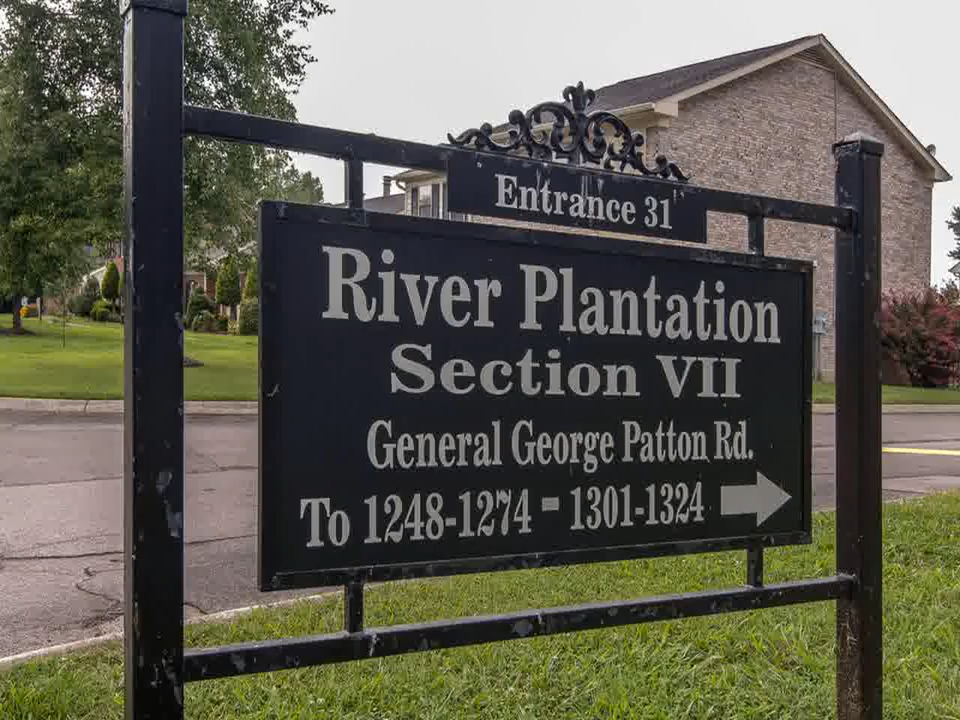 Entrance 31
River Plantation
Section VII
General George Patton Rd.
To 1248-1274 - 1301-1324